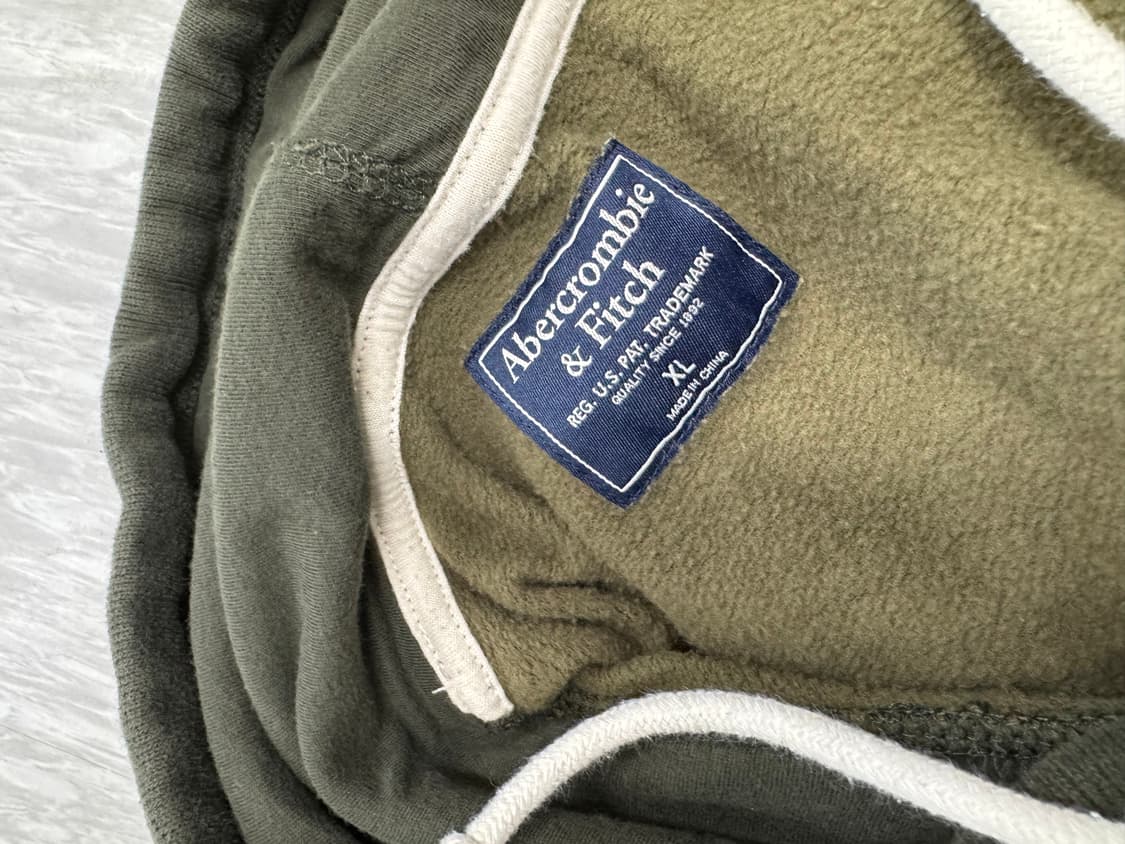 Abercrombie
& Fitch
REG. U.S. PAT. TRADEMARK
QUALITY SINCE 1892
XL
MADE IN CHINA